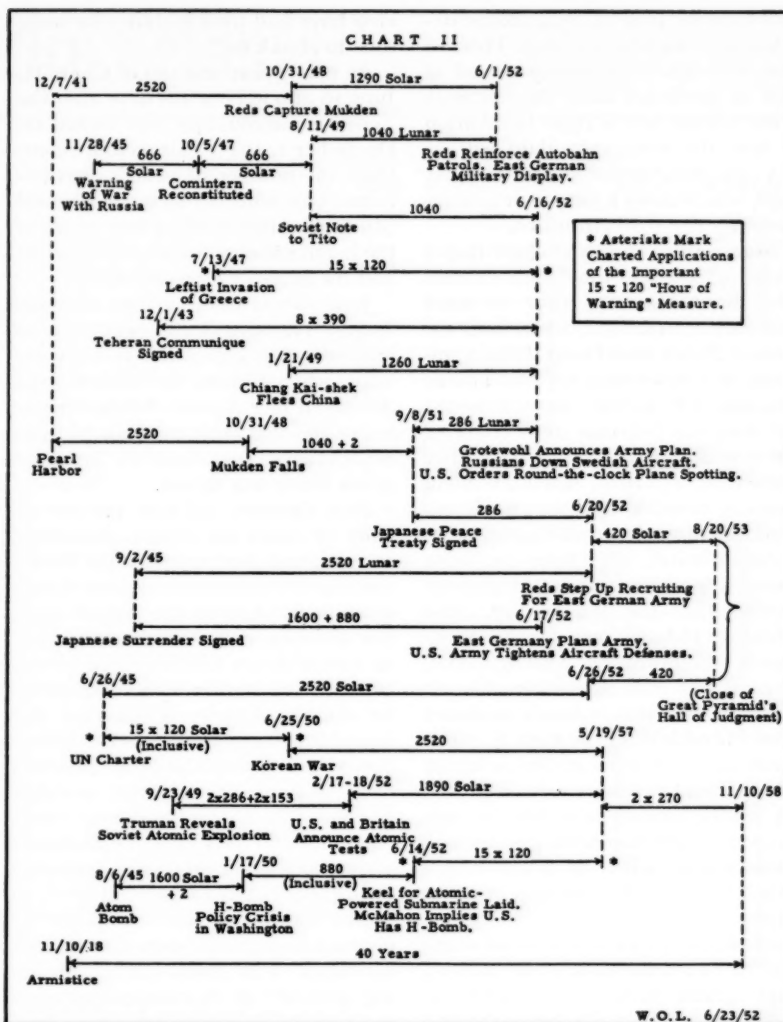 CHART II
12/7/41
2520
10/31/48
1290 Solar
6/1/52
Reds Capture Mukden
8/11/49
1040 Lunar
Reds Reinforce Autobahn
Patrols. East German
Military Display.
11/28/45
666
Solar
10/5/47
666
Solar
Warning
of War
With Russia
Comintern
Reconstituted
1040
6/16/52
Soviet Note
to Tito
* Asterisks Mark
Charted Applications
of the Important
15 x 120 "Hour of
Warning" Measure.
7/13/47
*
15 x 120
*
Leftist Invasion
of Greece
12/1/43
8 x 390
Teheran Communique
Signed
1/21/49
1260 Lunar
Chiang Kai-shek
Flees China
2520
10/31/48
1040 + 2
9/8/51
286 Lunar
Pearl
Harbor
Mukden Falls
Grotewohl Announces Army Plan.
Russians Down Swedish Aircraft.
U.S. Orders Round-the-clock Plane Spotting.
286
6/20/52
Japanese Peace
Treaty Signed
420 Solar
8/20/53
9/2/45
2520 Lunar
Reds Step Up Recruiting
For East German Army
1600 + 880
6/17/52
Japanese Surrender Signed
East Germany Plans Army.
U.S. Army Tightens Aircraft Defenses.
6/26/45
2520 Solar
6/26/52
420
(Close of
Great Pyramid's
Hall of Judgment)
*
15 x 120 Solar
(Inclusive)
6/25/50
*
UN Charter
2520
5/19/57
Korean War
9/23/49
2x286+2x153
2/17-18/52
1890 Solar
2 x 270
11/10/58
Truman Reveals
Soviet Atomic Explosion
U.S. and Britain
Announce Atomic
Tests
8/6/45
1600 Solar
+ 2
1/17/50
880
(Inclusive)
6/14/52
*
15 x 120
*
Atom
Bomb
H-Bomb
Policy Crisis
in Washington
Keel for Atomic-
Powered Submarine Laid.
McMahon Implies U.S.
Has H-Bomb.
11/10/18
40 Years
Armistice
W.O.L. 6/23/52